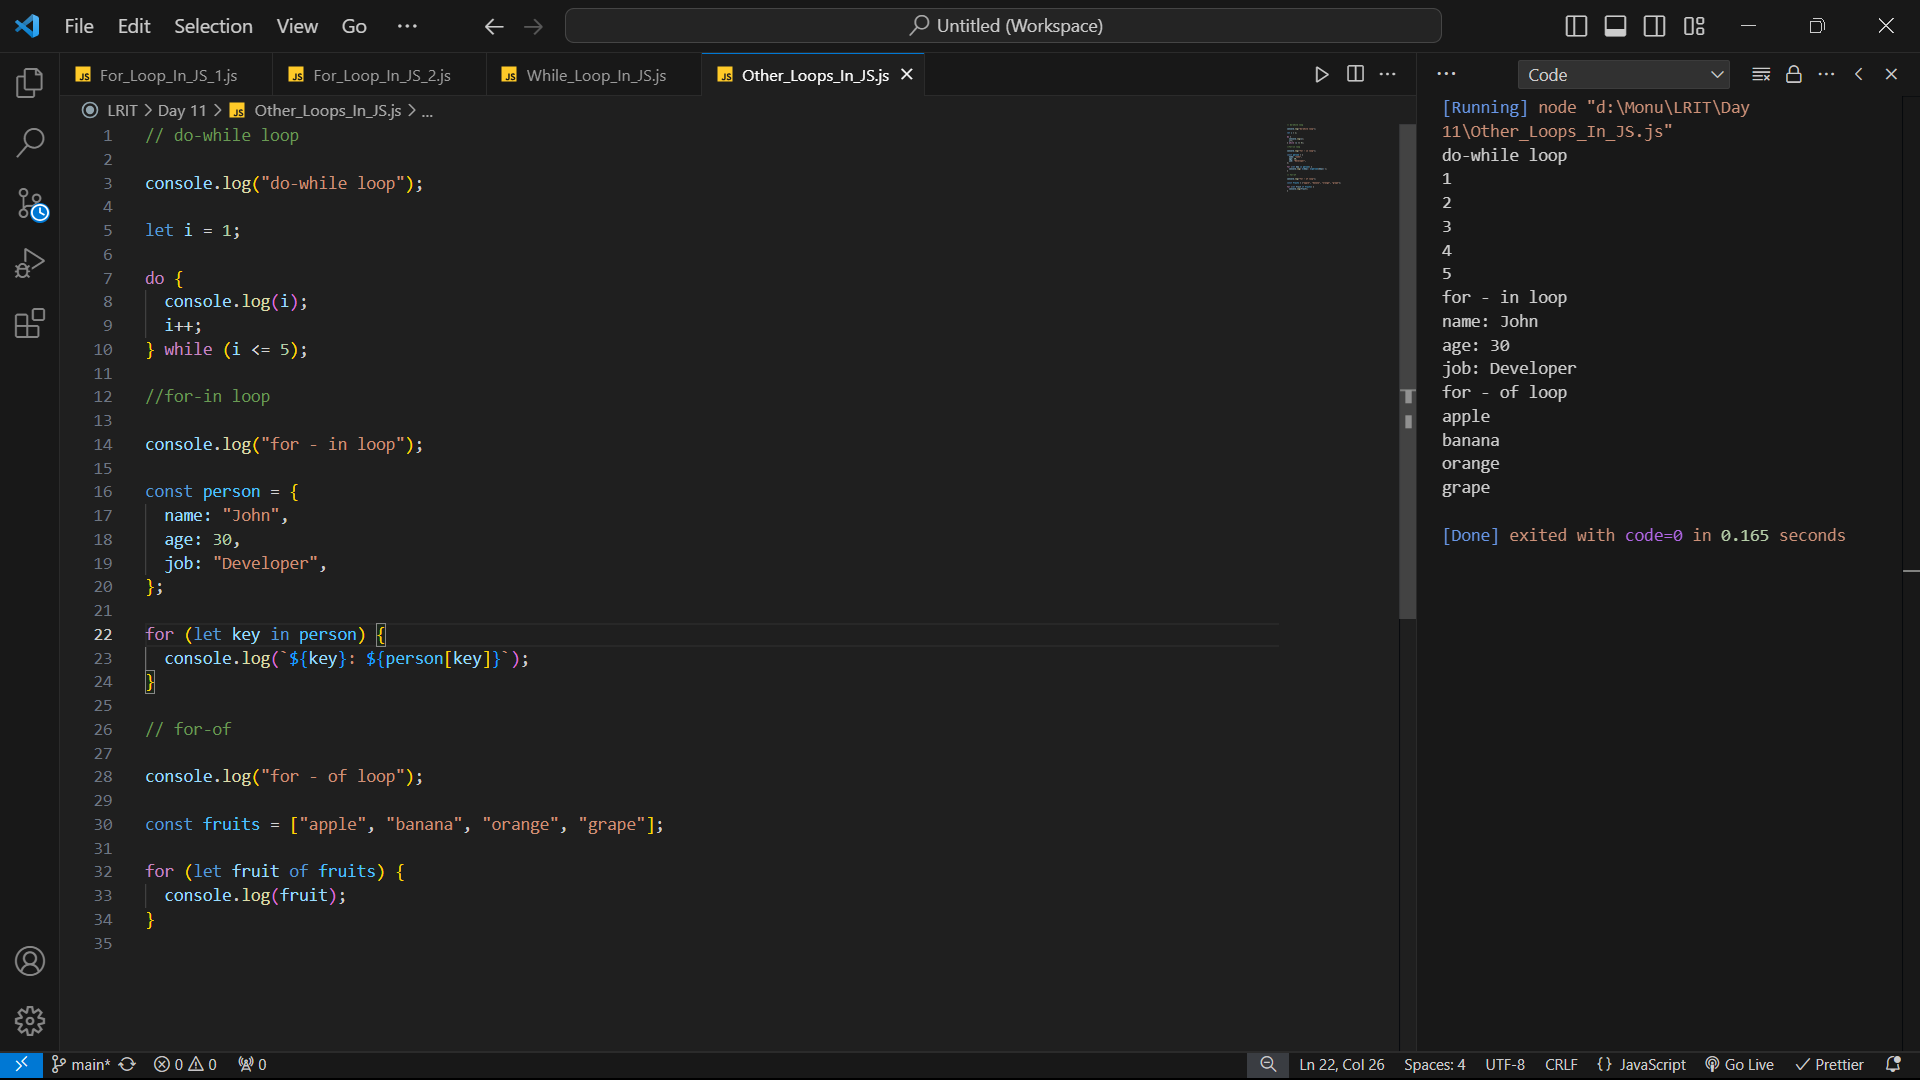 File Edit Selection View Go ··· Untitled (Workspace)
JS For_Loop_In_JS_1.js JS For_Loop_In_JS_2.js JS While_Loop_In_JS.js JS Other_Loops_In_JS.js
LRIT > Day 11 > JS Other_Loops_In_JS.js > ...
1 // do-while loop
2
3 console.log("do-while loop");
4
5 let i = 1;
6
7 do {
8   console.log(i);
9   i++;
10 } while (i <= 5);
11
12 //for-in loop
13
14 console.log("for - in loop");
15
16 const person = {
17   name: "John",
18   age: 30,
19   job: "Developer",
20 };
21
22 for (let key in person) {
23   console.log(`${key}: ${person[key]}`);
24 }
25
26 // for-of
27
28 console.log("for - of loop");
29
30 const fruits = ["apple", "banana", "orange", "grape"];
31
32 for (let fruit of fruits) {
33   console.log(fruit);
34 }
35
Code
[Running] node "d:\Monu\LRIT\Day
11\Other_Loops_In_JS.js"
do-while loop
1
2
3
4
5
for - in loop
name: John
age: 30
job: Developer
for - of loop
apple
banana
orange
grape
[Done] exited with code=0 in 0.165 seconds
main* 0 0 0 Ln 22, Col 26 Spaces: 4 UTF-8 CRLF {} JavaScript Go Live Prettier